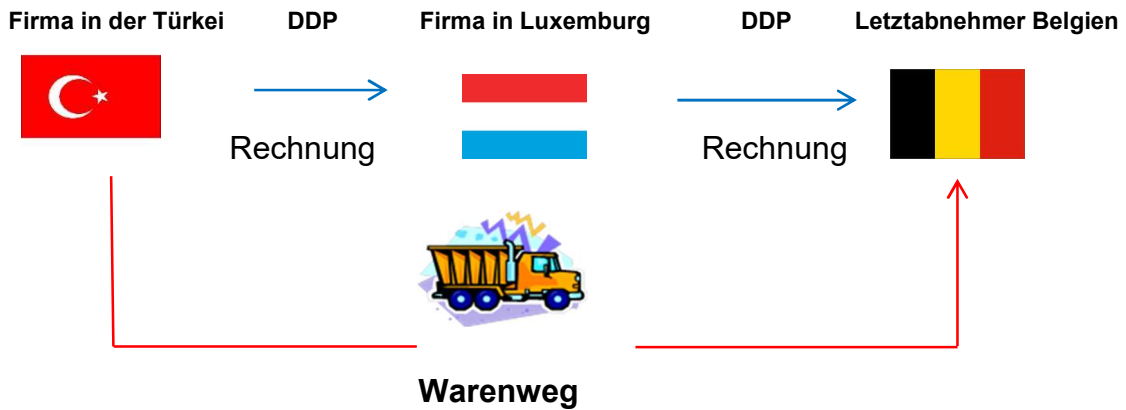 Firma in der Türkei DDP Firma in Luxemburg DDP Letztabnehmer Belgien
Rechnung Rechnung
Warenweg